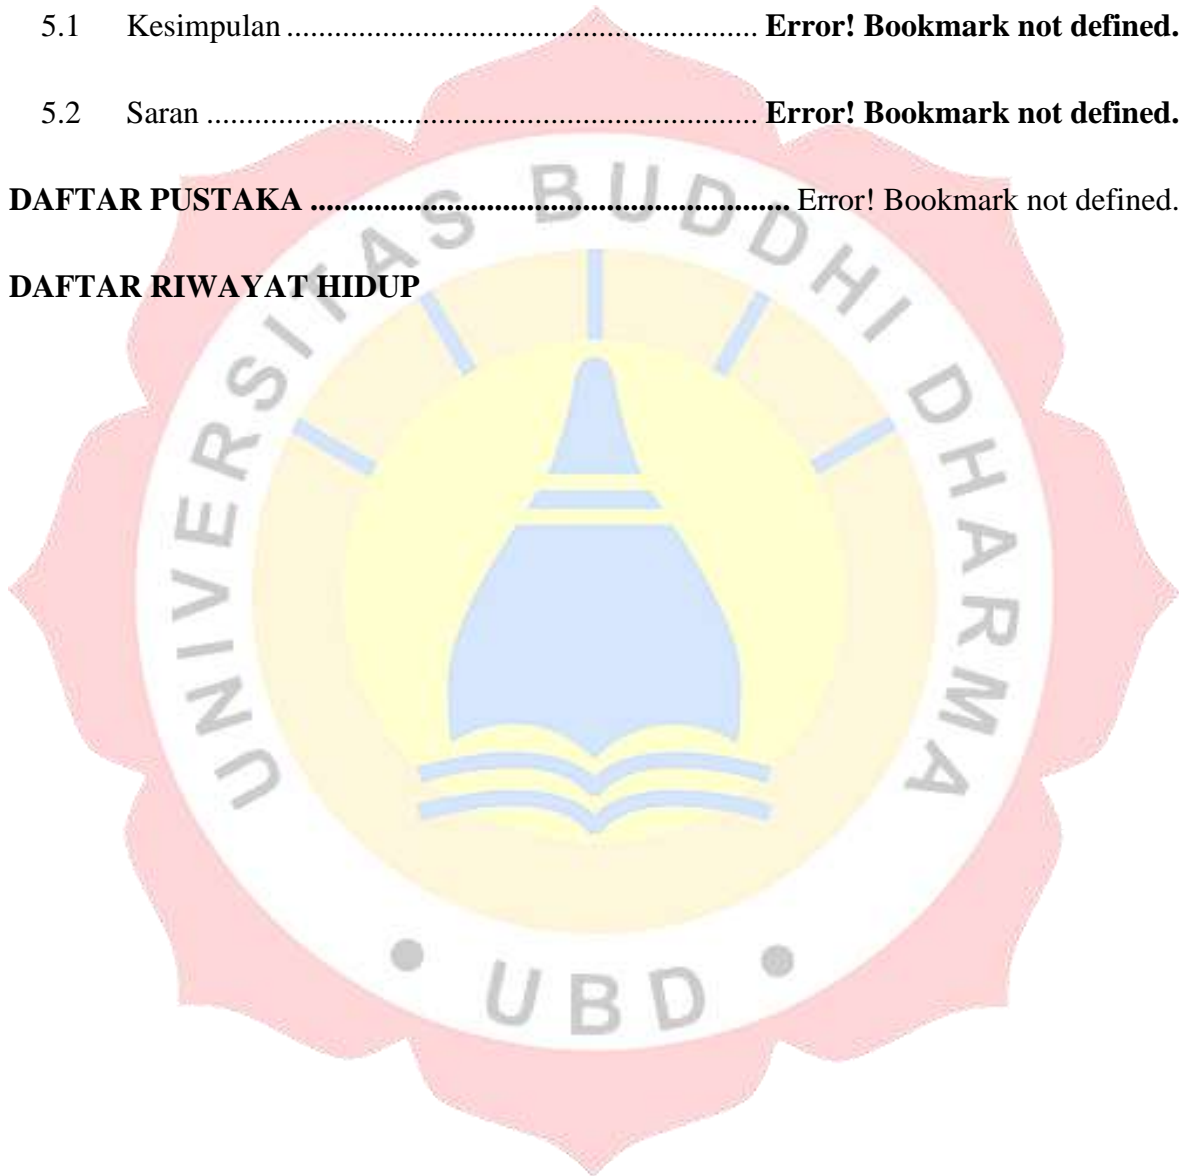 5.1 Kesimpulan ........................................................... Error! Bookmark not defined.
5.2 Saran ..................................................................... Error! Bookmark not defined.
DAFTAR PUSTAKA ............................................................ Error! Bookmark not defined.
DAFTAR RIWAYAT HIDUP
UNIVERSITAS BUDDHI DHARMA
• UBD •